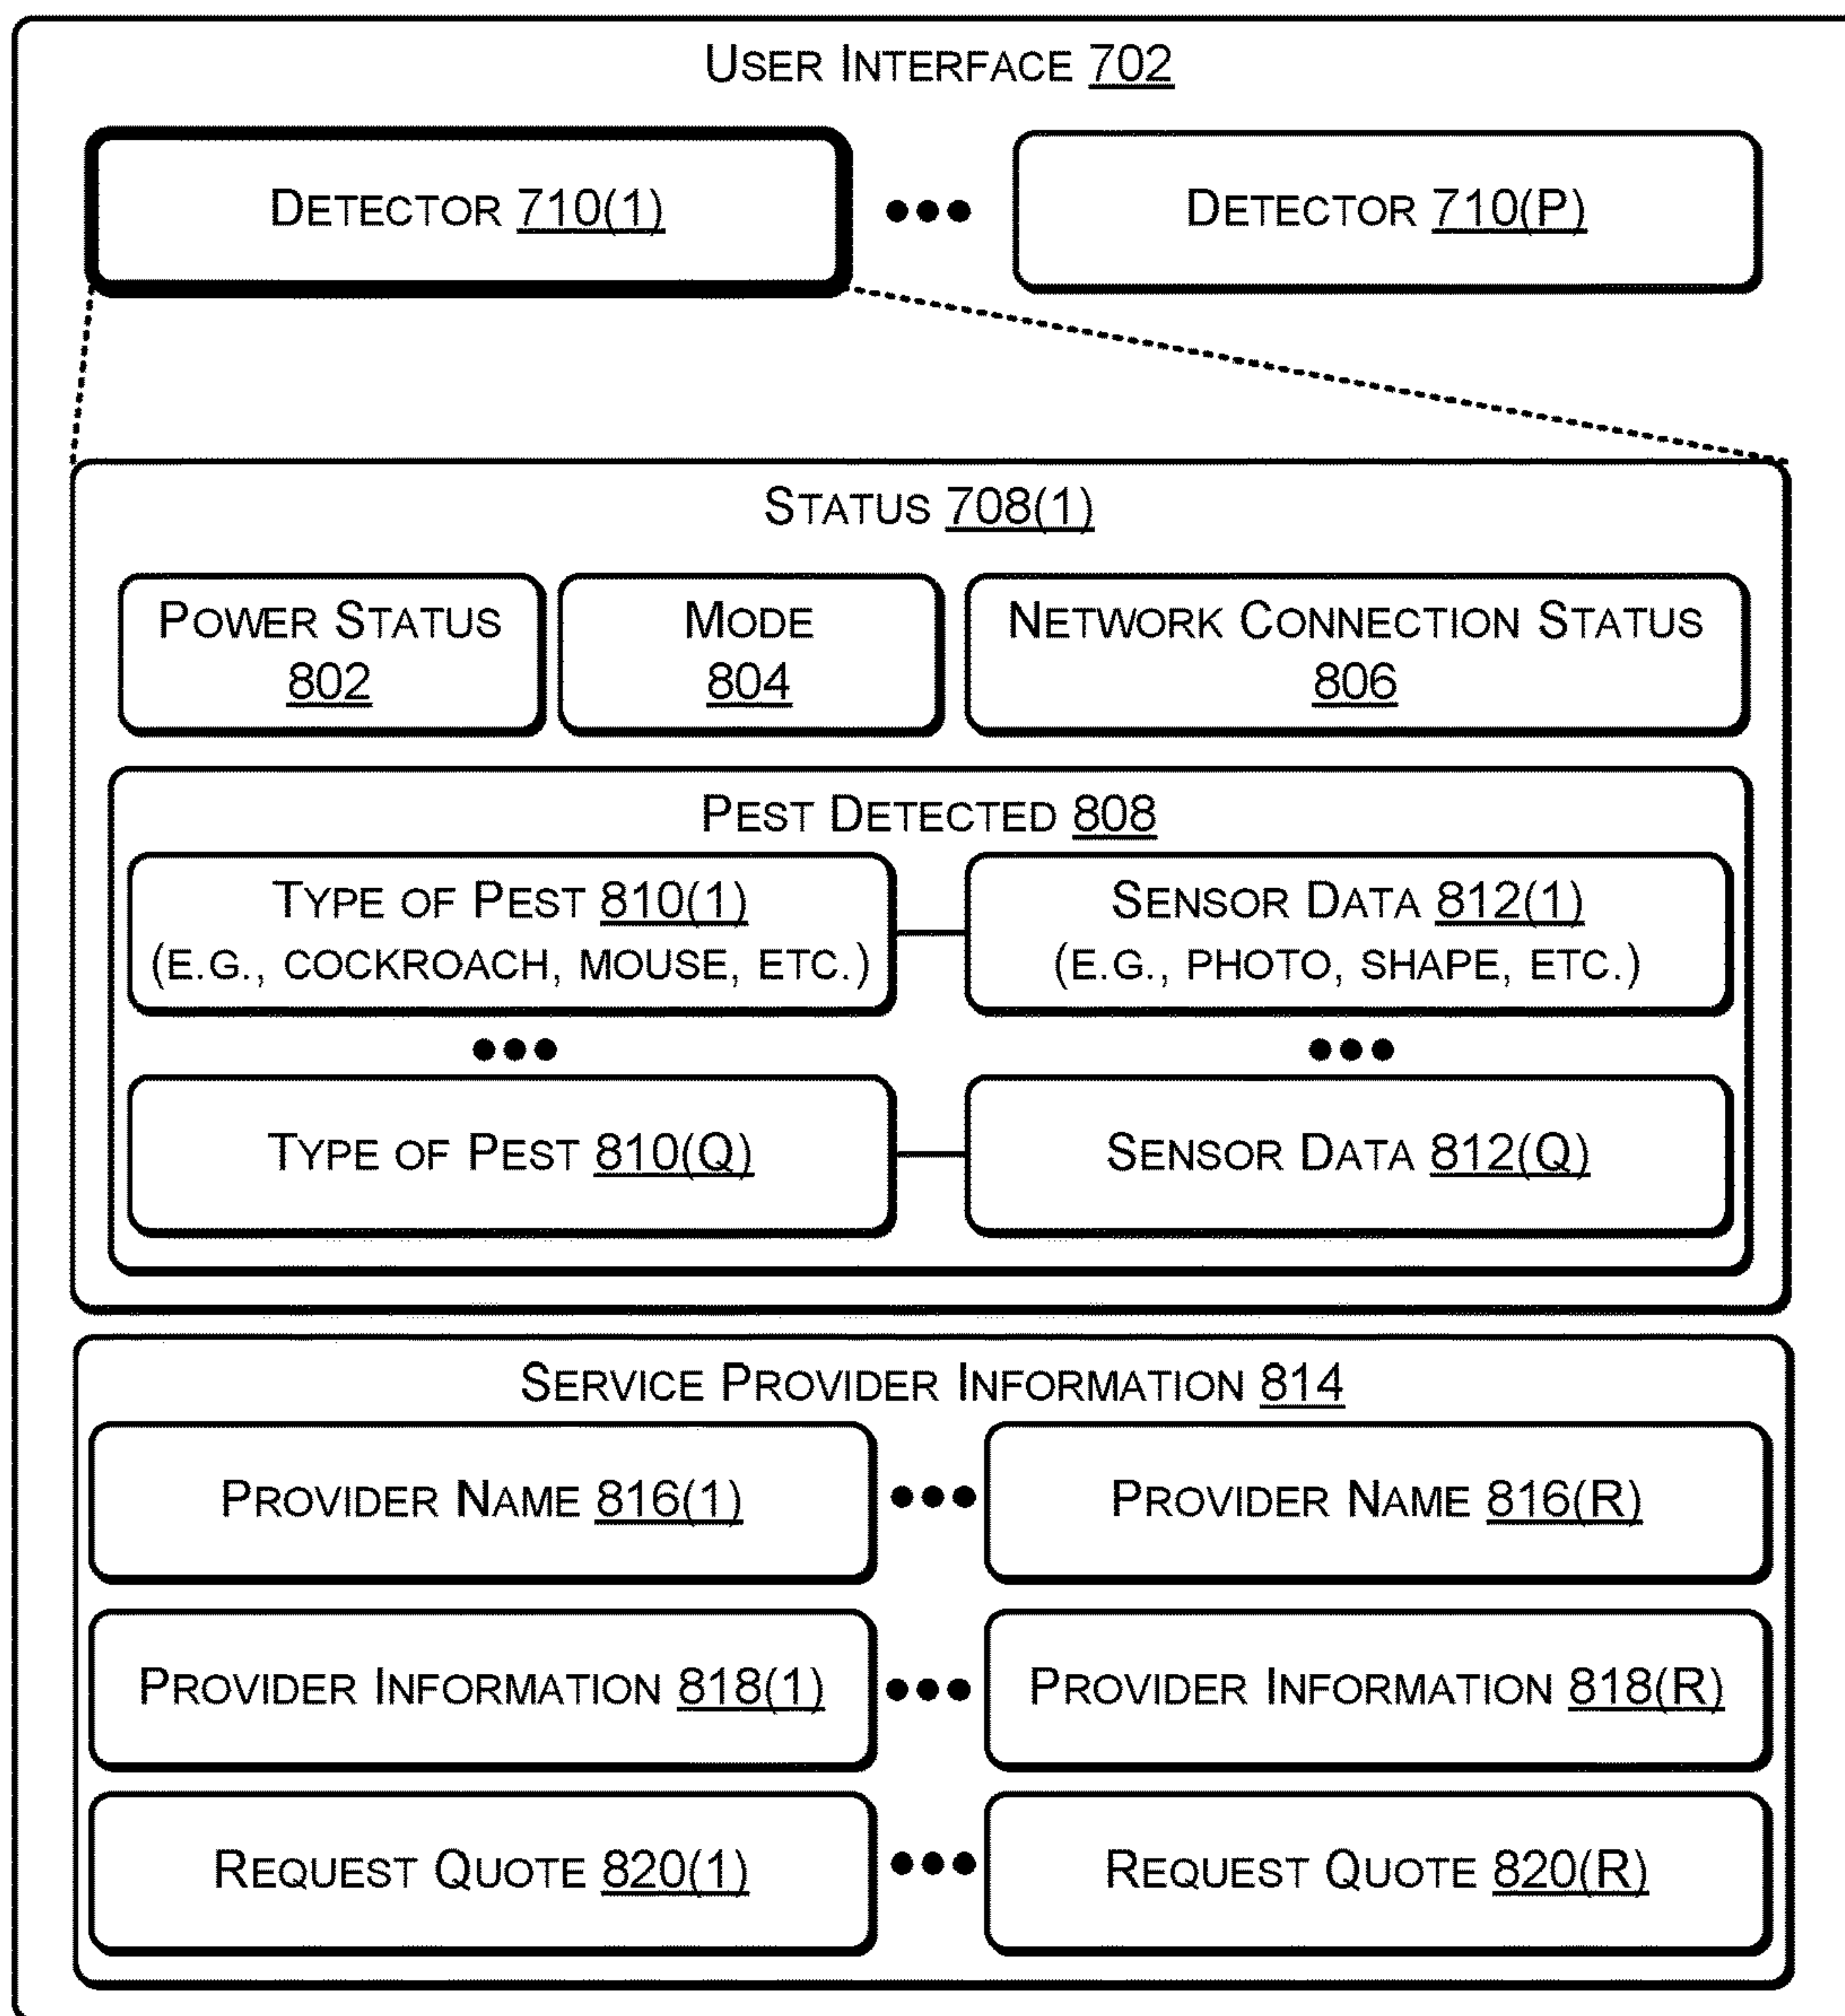 USER INTERFACE 702
DETECTOR 710(1) ●●● DETECTOR 710(P)
STATUS 708(1)
POWER STATUS
802
MODE
804
NETWORK CONNECTION STATUS
806
PEST DETECTED 808
TYPE OF PEST 810(1)
(E.G., COCKROACH, MOUSE, ETC.)
SENSOR DATA 812(1)
(E.G., PHOTO, SHAPE, ETC.)
●●● ●●●
TYPE OF PEST 810(Q)
SENSOR DATA 812(Q)
SERVICE PROVIDER INFORMATION 814
PROVIDER NAME 816(1) ●●● PROVIDER NAME 816(R)
PROVIDER INFORMATION 818(1) ●●● PROVIDER INFORMATION 818(R)
REQUEST QUOTE 820(1) ●●● REQUEST QUOTE 820(R)